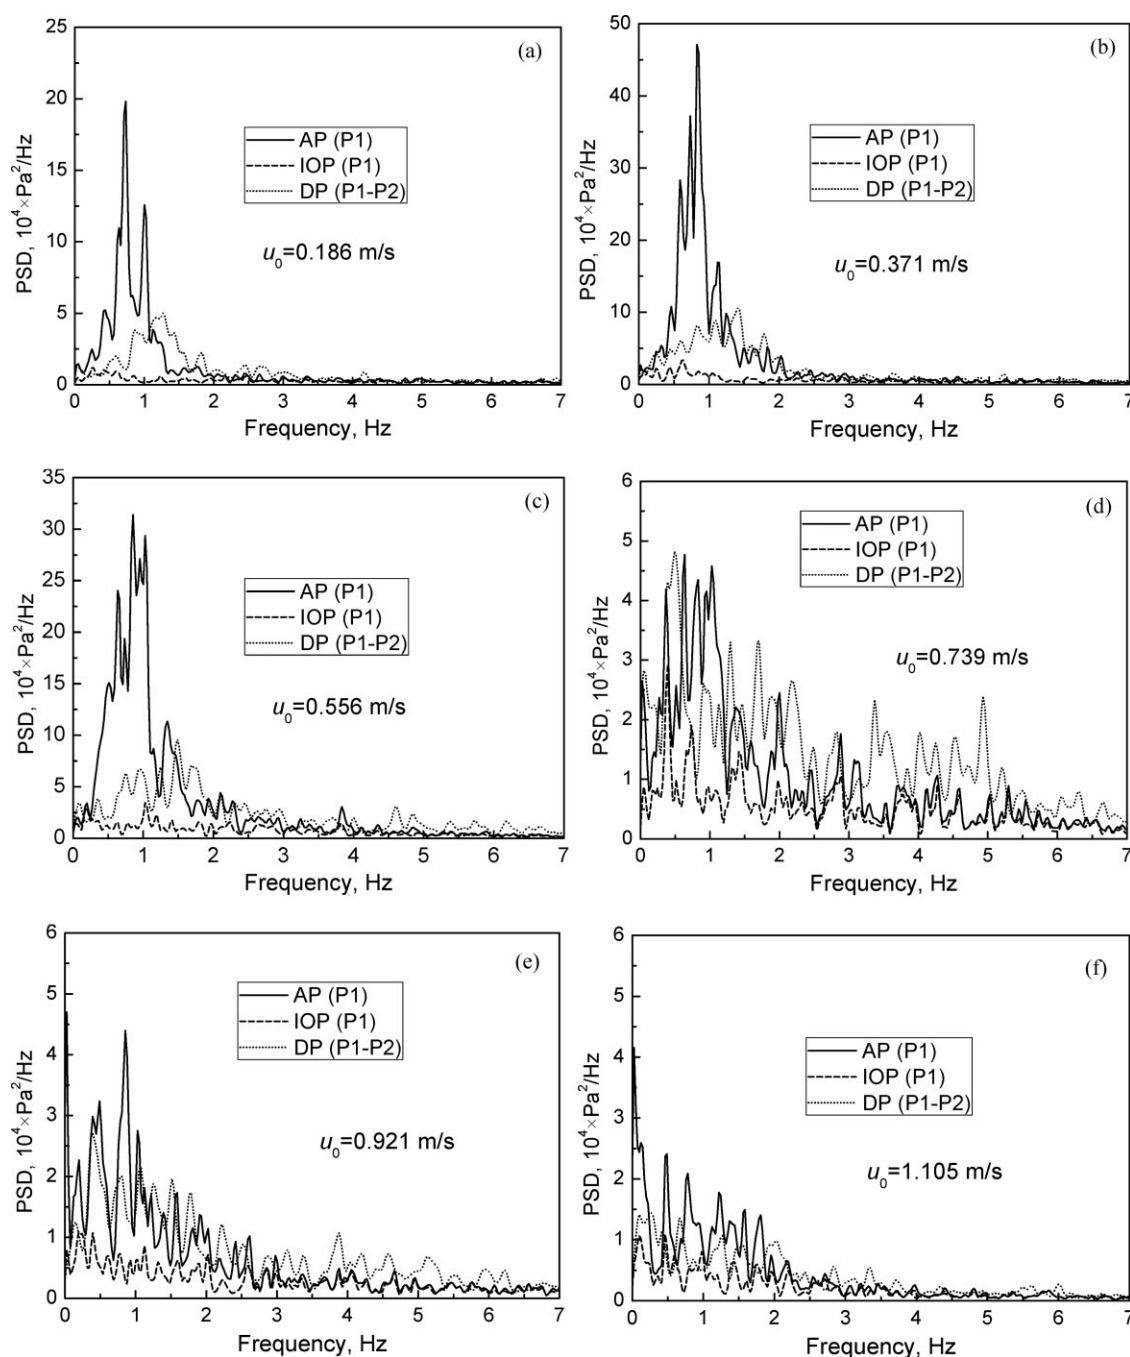 (a)
25
20
15
10
5
0
PSD, 10⁴×Pa²/Hz
AP (P1)
IOP (P1)
DP (P1-P2)
u₀=0.186 m/s
0 1 2 3 4 5 6 7
Frequency, Hz
(b)
50
40
30
20
10
0
PSD, 10⁴×Pa²/Hz
AP (P1)
IOP (P1)
DP (P1-P2)
u₀=0.371 m/s
0 1 2 3 4 5 6 7
Frequency, Hz
(c)
35
30
25
20
15
10
5
0
PSD, 10⁴×Pa²/Hz
AP (P1)
IOP (P1)
DP (P1-P2)
u₀=0.556 m/s
0 1 2 3 4 5 6 7
Frequency, Hz
(d)
6
5
4
3
2
1
0
PSD, 10⁴×Pa²/Hz
AP (P1)
IOP (P1)
DP (P1-P2)
u₀=0.739 m/s
0 1 2 3 4 5 6 7
Frequency, Hz
(e)
6
5
4
3
2
1
0
PSD, 10⁴×Pa²/Hz
AP (P1)
IOP (P1)
DP (P1-P2)
u₀=0.921 m/s
0 1 2 3 4 5 6 7
Frequency, Hz
(f)
6
5
4
3
2
1
0
PSD, 10⁴×Pa²/Hz
AP (P1)
IOP (P1)
DP (P1-P2)
u₀=1.105 m/s
0 1 2 3 4 5 6 7
Frequency, Hz